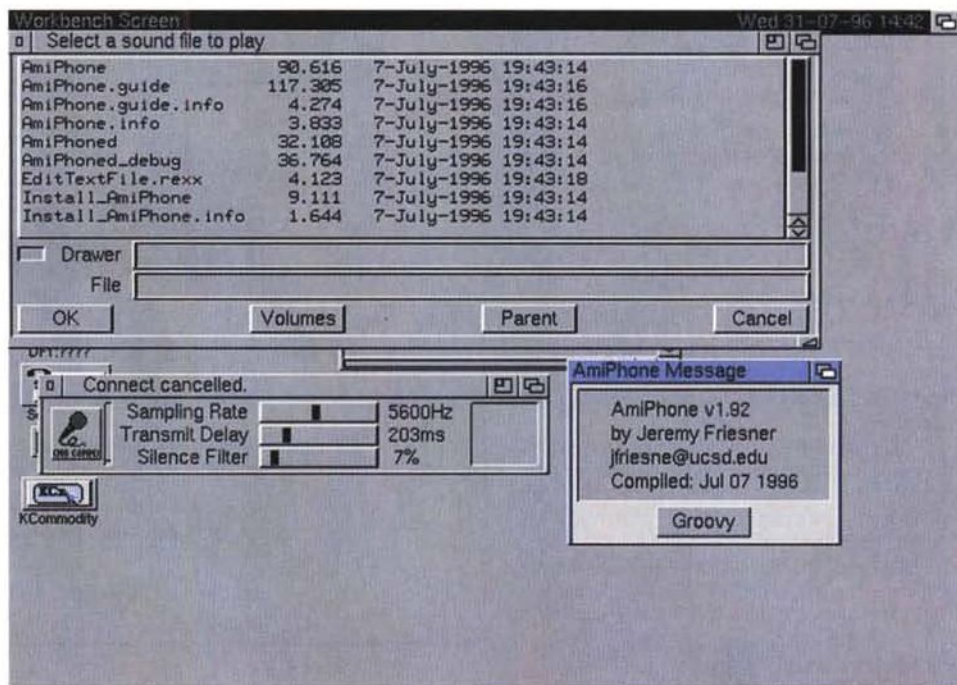 Workbench Screen Wed 31-07-96 14:42
Select a sound file to play
AmiPhone 90.616 7-July-1996 19:43:14
AmiPhone.guide 117.305 7-July-1996 19:43:16
AmiPhone.guide.info 4.274 7-July-1996 19:43:16
AmiPhone.info 3.833 7-July-1996 19:43:14
AmiPhoned 32.108 7-July-1996 19:43:14
AmiPhoned_debug 36.764 7-July-1996 19:43:14
EditTextFile.rexx 4.123 7-July-1996 19:43:18
Install_AmiPhone 9.111 7-July-1996 19:43:14
Install_AmiPhone.info 1.644 7-July-1996 19:43:14
Drawer
File
OK Volumes Parent Cancel
DF1:????
Connect cancelled.
Sampling Rate 5600Hz
Transmit Delay 203ms
Silence Filter 7%
KCommodity
AmiPhone Message
AmiPhone v1.92
by Jeremy Friesner
jfriesne@ucsd.edu
Compiled: Jul 07 1996
Groovy